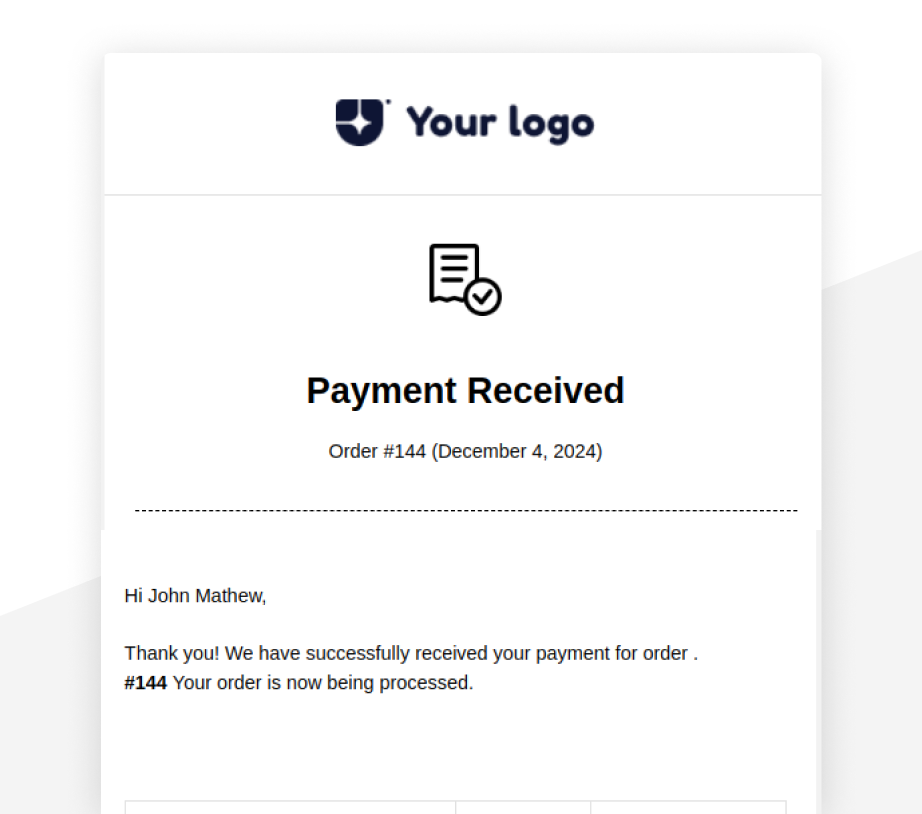 Your logo
Payment Received
Order #144 (December 4, 2024)
Hi John Mathew,
Thank you! We have successfully received your payment for order .
#144 Your order is now being processed.